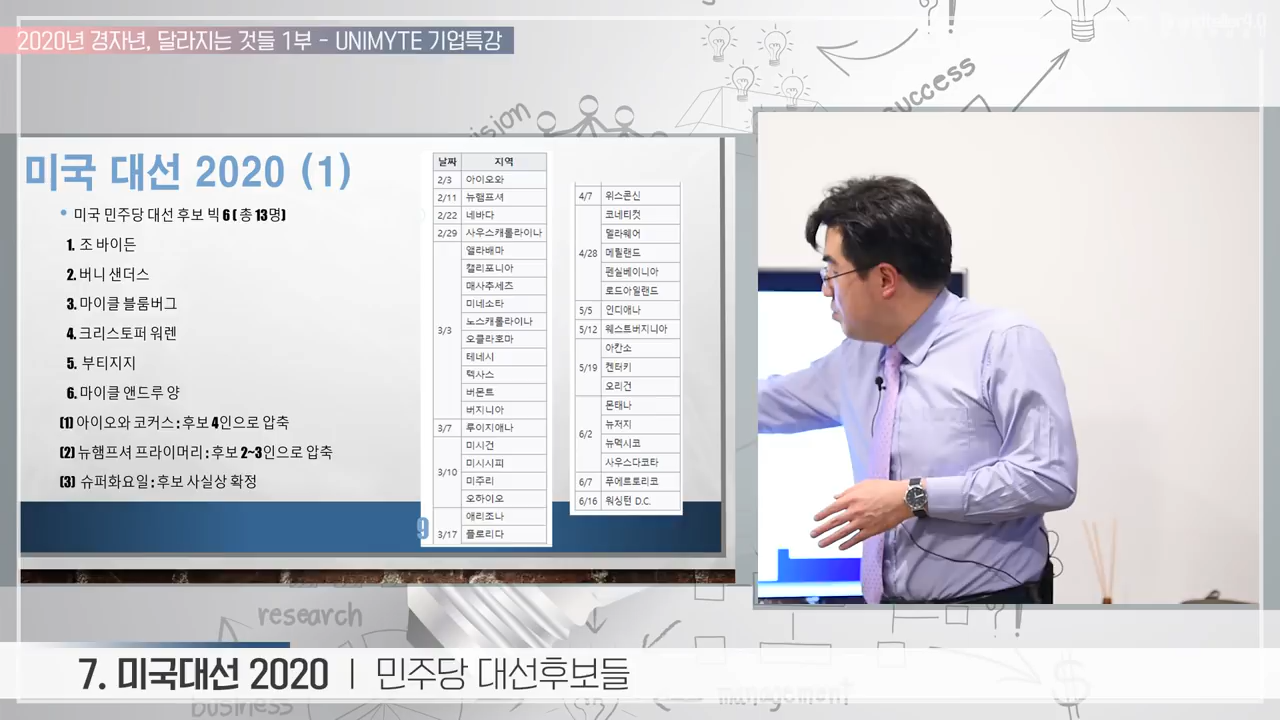 2020년 경자년, 달라지는 것들 1부 - UNIMYTE 기업특강
success
미국 대선 2020 (1)
• 미국 민주당 대선 후보 빅 6 ( 총 13명)
1. 조 바이든
2. 버니 샌더스
3. 마이클 블룸버그
4. 크리스토퍼 워렌
5. 부티지지
6. 마이클 앤드루 양
(1) 아이오와 코커스 : 후보 4인으로 압축
(2) 뉴햄프셔 프라이머리 : 후보 2~3인으로 압축
(3) 슈퍼화요일 : 후보 사실상 확정
9
날짜 지역
2/3 아이오와
2/11 뉴햄프셔
2/22 네바다
2/29 사우스캐롤라이나
앨라배마
캘리포니아
매사추세츠
미네소타
3/3 노스캐롤라이나
오클라호마
테네시
텍사스
버몬트
버지니아
3/7 루이지애나
미시건
3/10 미시시피
미주리
오하이오
3/17 애리조나
플로리다
4/7 위스콘신
코네티컷
델라웨어
4/28 메릴랜드
펜실베이니아
로드아일랜드
5/5 인디애나
5/12 웨스트버지니아
아칸소
5/19 켄터키
오리건
몬태나
6/2 뉴저지
뉴멕시코
사우스다코타
6/7 푸에르토리코
6/16 워싱턴 D.C.
research
7. 미국대선 2020 | 민주당 대선후보들
business
management